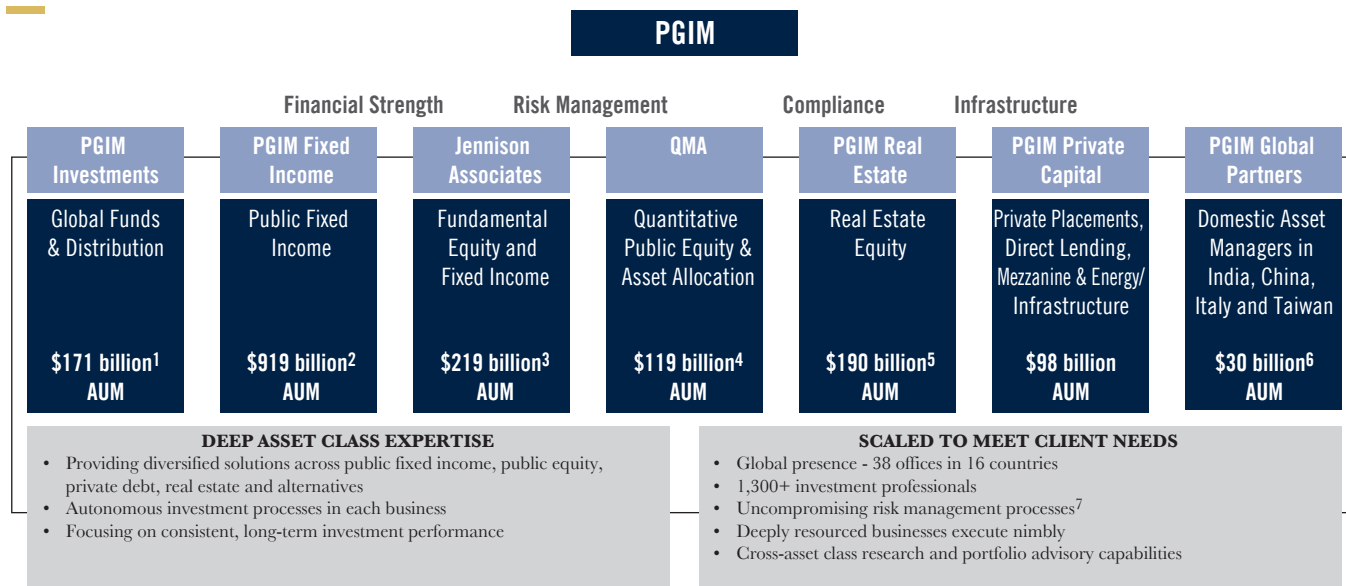 PGIM
Financial Strength Risk Management Compliance Infrastructure
PGIM
Investments
Global Funds
& Distribution
$171 billion1
AUM
PGIM Fixed
Income
Public Fixed
Income
$919 billion2
AUM
Jennison
Associates
Fundamental
Equity and
Fixed Income
$219 billion3
AUM
QMA
Quantitative
Public Equity &
Asset Allocation
$119 billion4
AUM
PGIM Real
Estate
Real Estate
Equity
$190 billion5
AUM
PGIM Private
Capital
Private Placements,
Direct Lending,
Mezzanine & Energy/
Infrastructure
$98 billion
AUM
PGIM Global
Partners
Domestic Asset
Managers in
India, China,
Italy and Taiwan
$30 billion6
AUM
DEEP ASSET CLASS EXPERTISE
• Providing diversified solutions across public fixed income, public equity,
private debt, real estate and alternatives
• Autonomous investment processes in each business
• Focusing on consistent, long-term investment performance
SCALED TO MEET CLIENT NEEDS
• Global presence - 38 offices in 16 countries
• 1,300+ investment professionals
• Uncompromising risk management processes7
• Deeply resourced businesses execute nimbly
• Cross-asset class research and portfolio advisory capabilities